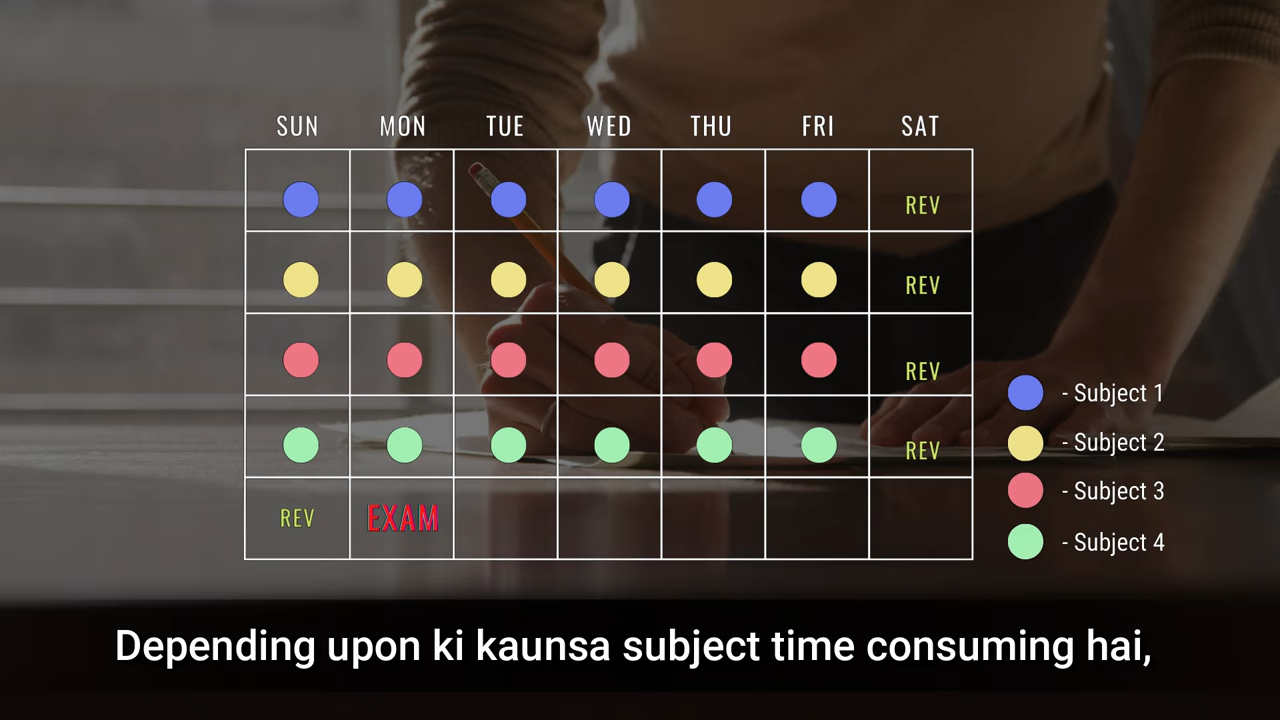 SUN MON TUE WED THU FRI SAT
REV
REV
REV
REV
REV EXAM
- Subject 1
- Subject 2
- Subject 3
- Subject 4
Depending upon ki kaunsa subject time consuming hai,